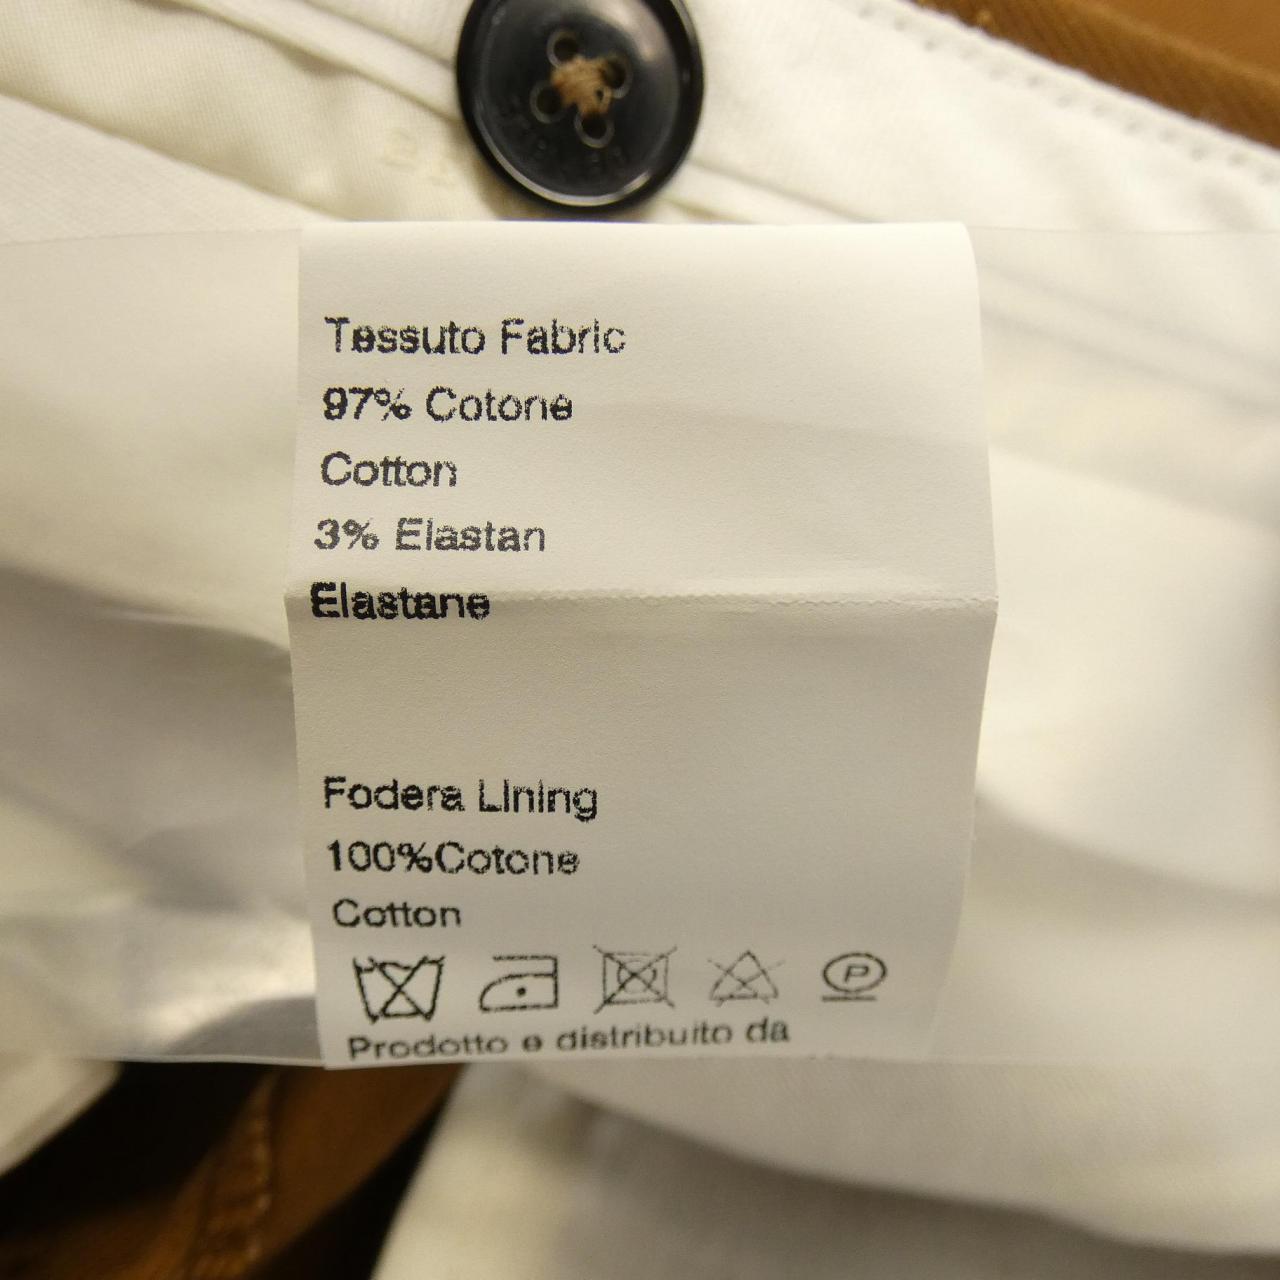 Tessuto Fabric
97% Cotone
Cotton
3% Elastan
Elastane
Fodera Lining
100%Cotone
Cotton
P
Prodotto e distribuito da